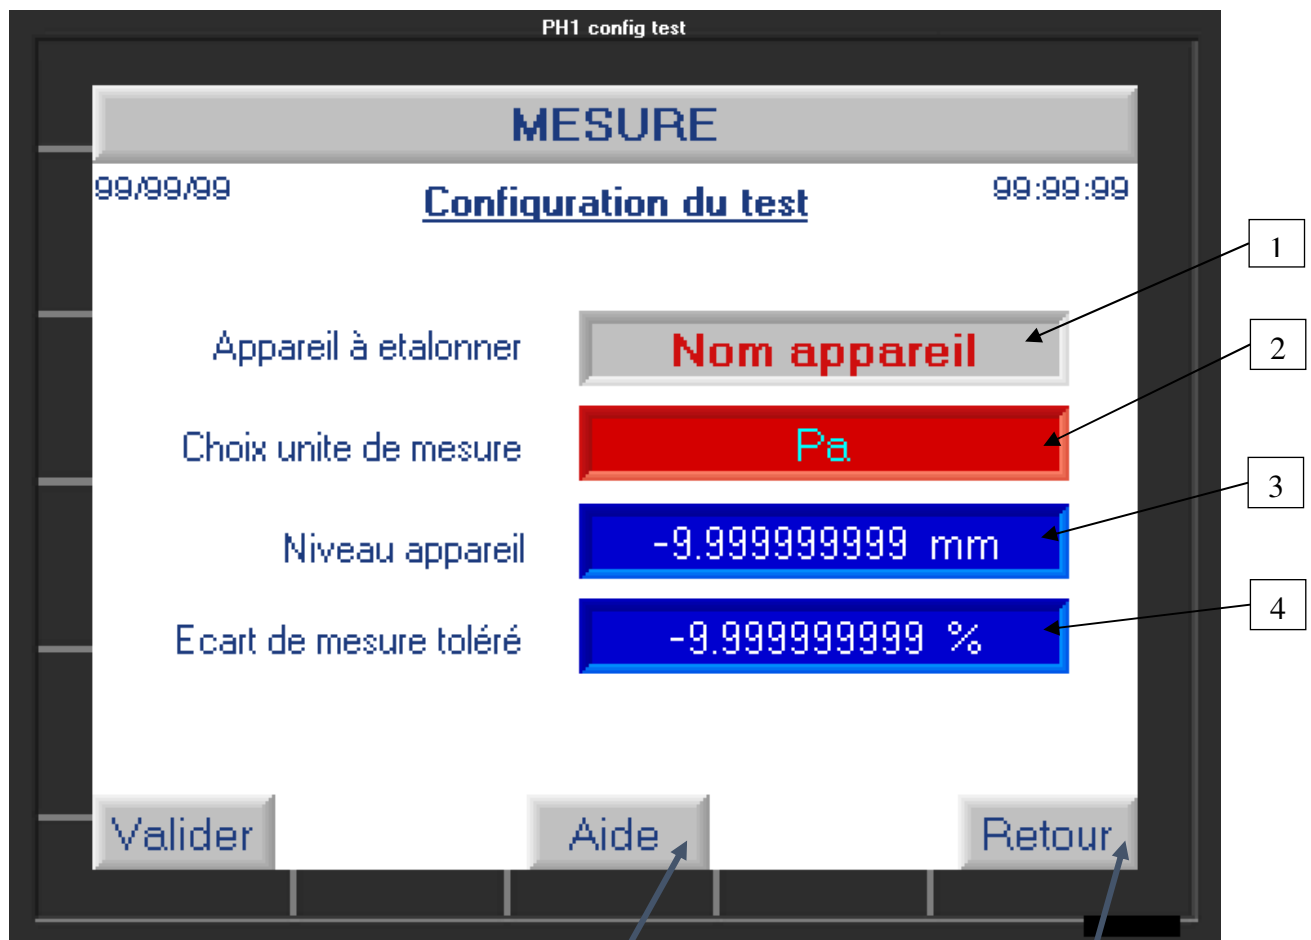 PH1 config test
MESURE
99/99/99
Configuration du test
99:99:99
1
Appareil à etalonner
Nom appareil
2
Choix unite de mesure
Pa
3
Niveau appareil
-9.999999999 mm
4
Ecart de mesure toléré
-9.999999999 %
Valider
Aide
Retour